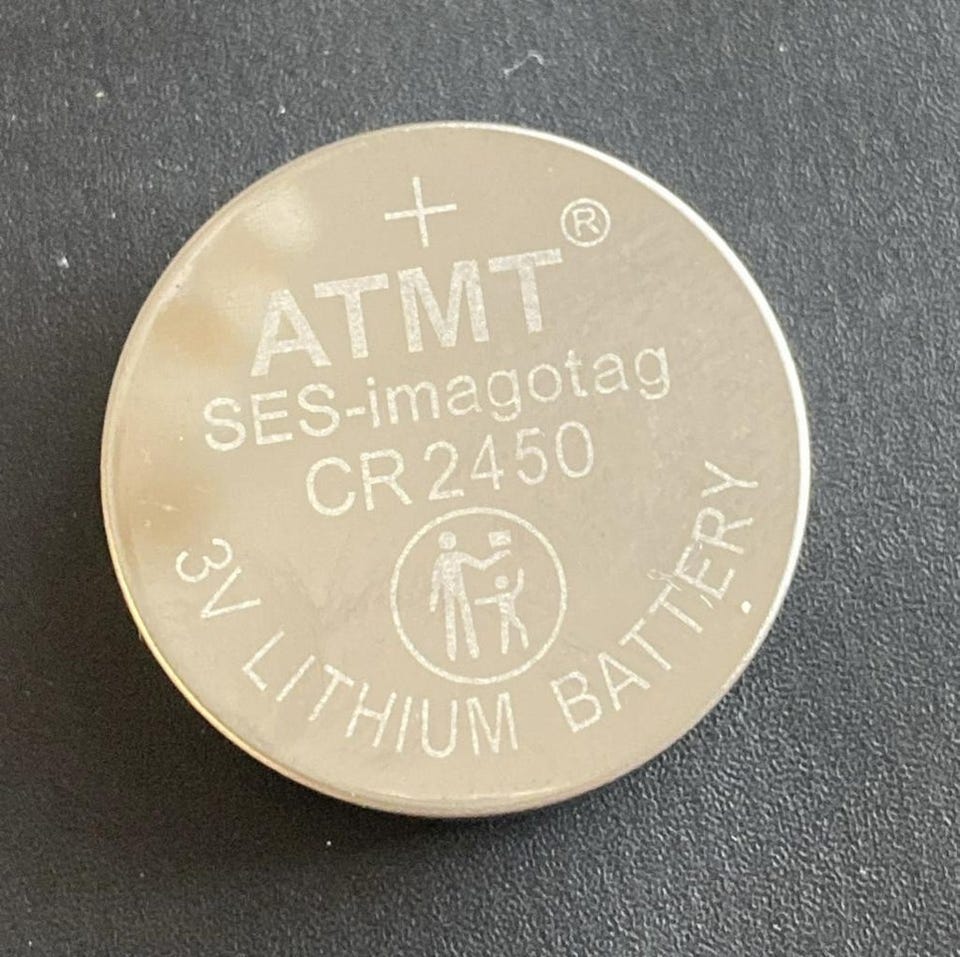 +
ATMT®
SES-imagotag
CR2450
3V LITHIUM BATTERY